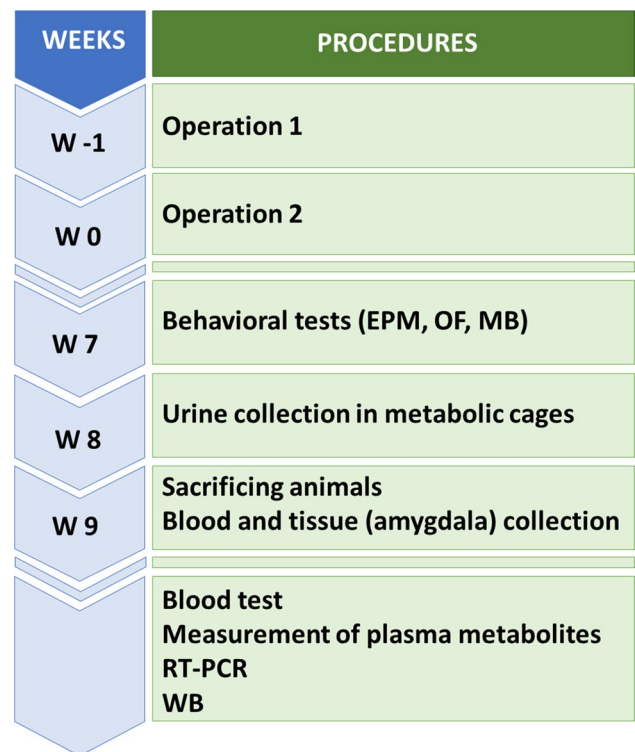 WEEKS PROCEDURES
W -1 Operation 1
W 0 Operation 2
W 7 Behavioral tests (EPM, OF, MB)
W 8 Urine collection in metabolic cages
W 9 Sacrificing animals
Blood and tissue (amygdala) collection
Blood test
Measurement of plasma metabolites
RT-PCR
WB